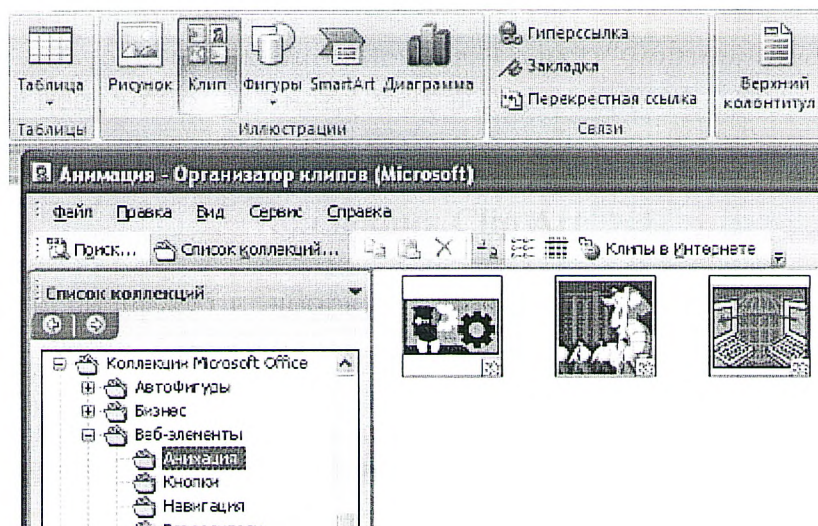 Таблица
Рисунок
Клип
Фигуры
SmartArt
Диаграмма
Гиперссылка
Закладка
Перекрестная ссылка
Верхний
колонтитул
Таблицы
Иллюстрации
Связи
Анимация - Организатор клипов (Microsoft)
Файл Правка Вид Сервис Справка
Поиск... Список коллекций... Клипы в Интернете
Список коллекций
Коллекции Microsoft Office
АвтоФигуры
Бизнес
Веб-элементы
Анимация
Кнопки
Навигация